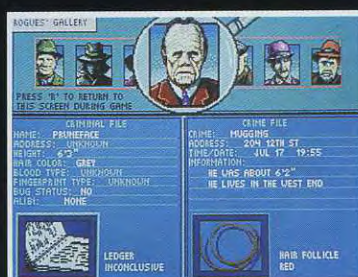 ROGUES' GALLERY
PRESS 'R' TO RETURN TO
THIS SCREEN DURING GAME
CRIMINAL FILE
NAME: PRUNEFACE
ADDRESS: UNKNOWN
HEIGHT: 6'3"
HAIR COLOR: GREY
BLOOD TYPE: UNKNOWN
FINGERPRINT TYPE: UNKNOWN
BUG STATUS: NO
ALIBI: NONE
LEDGER
INCONCLUSIVE
CRIME FILE
CRIME: MUGGING
ADDRESS: 204 12TH ST
TIME/DATE: JUL 17 19:55
INFORMATION:
HE WAS ABOUT 6'2"
HE LIVES IN THE WEST END
HAIR FOLLICLE
RED